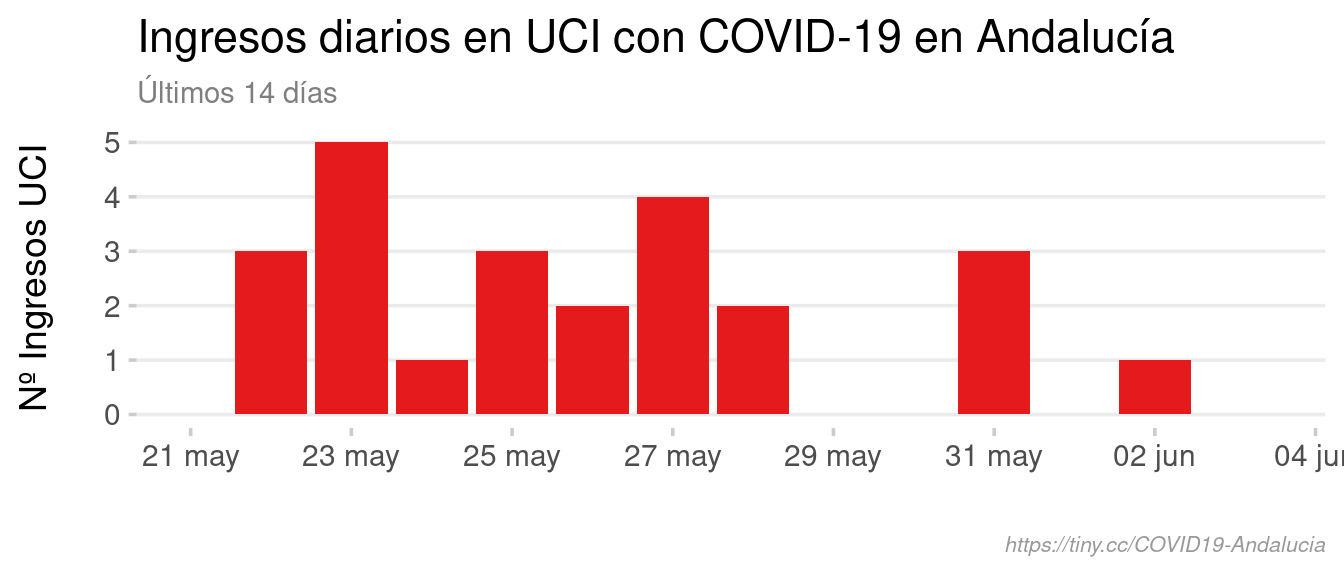 Ingresos diarios en UCI con COVID-19 en Andalucía
Últimos 14 días
Nº Ingresos UCI
5
4
3
2
1
0
21 may 23 may 25 may 27 may 29 may 31 may 02 jun 04 jun
https://tiny.cc/COVID19-Andalucia